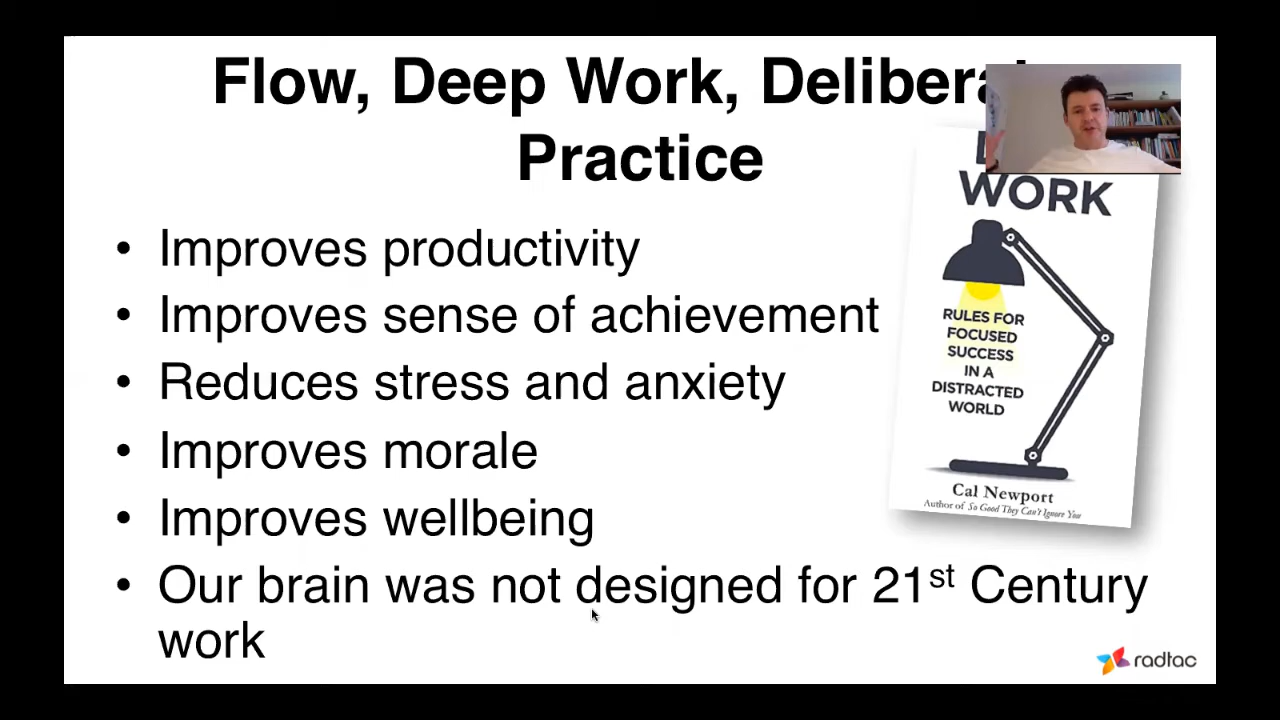 Flow, Deep Work,
Practice
• Improves productivity
• Improves sense of achievement
• Reduces stress and anxiety
• Improves morale
• Improves wellbeing
• Our brain was not designed for 21st Century
work
WORK
RULES FOR
FOCUSED
SUCCESS
IN A
DISTRACTED
WORLD
Cal Newport
Author of So Good They Can't Ignore You
radtac